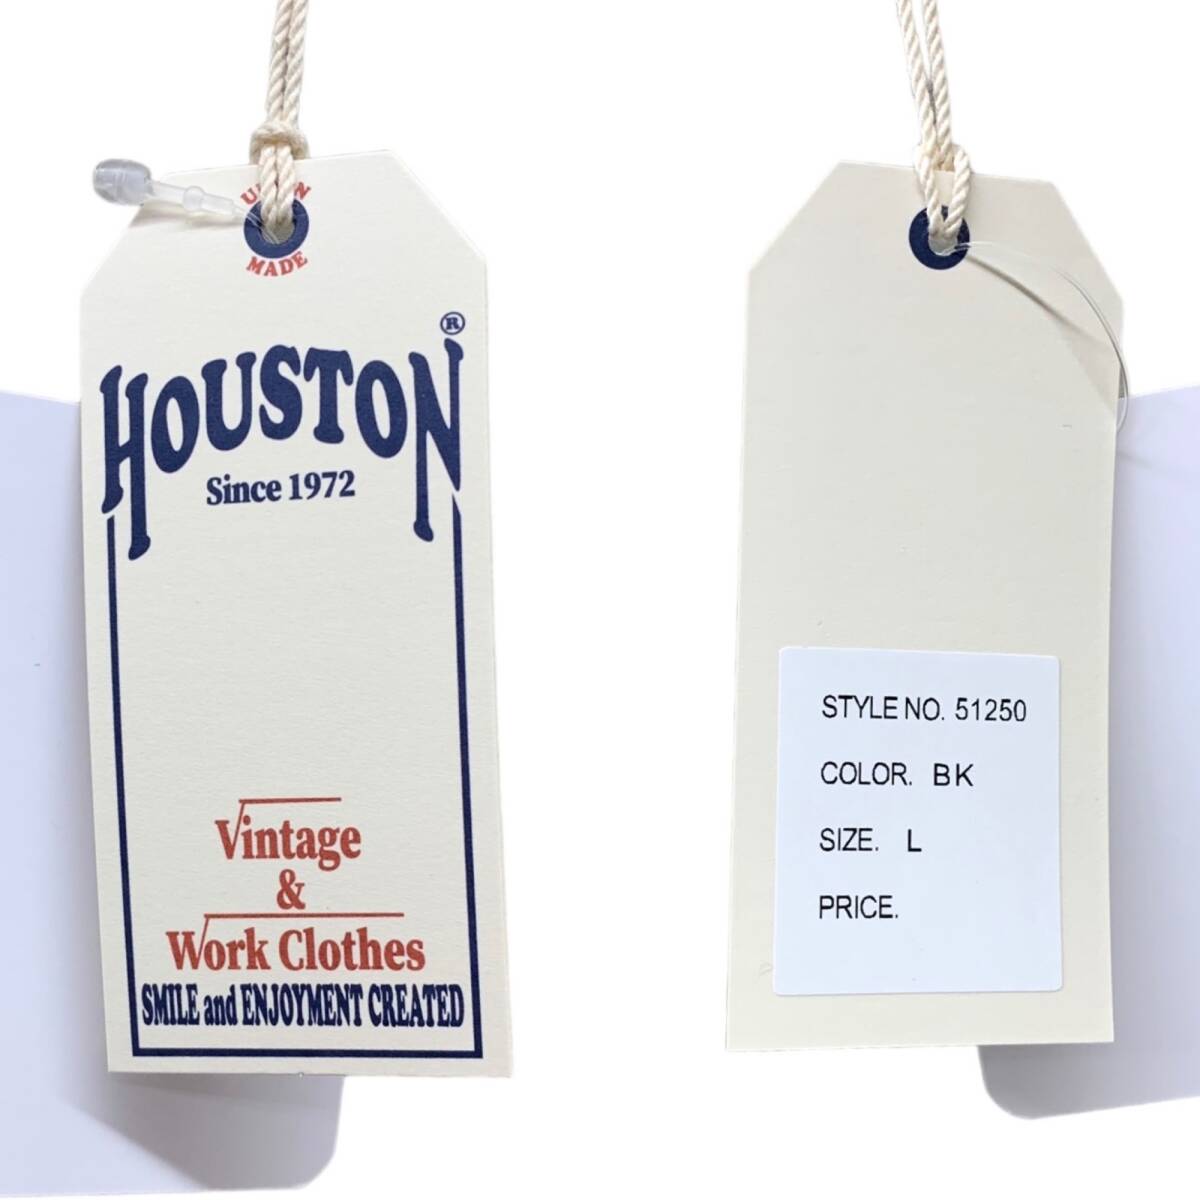 MADE
HOUSTON®
Since 1972
Vintage
&
Work Clothes
SMILE and ENJOYMENT CREATED
STYLE NO. 51250
COLOR. BK
SIZE. L
PRICE.